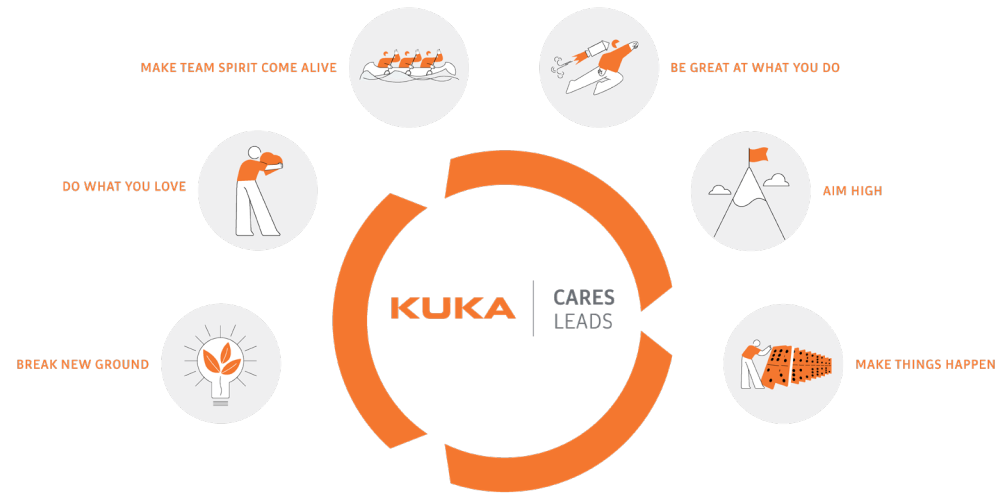 MAKE TEAM SPIRIT COME ALIVE
BE GREAT AT WHAT YOU DO
DO WHAT YOU LOVE
AIM HIGH
KUKA
CARES
LEADS
BREAK NEW GROUND
MAKE THINGS HAPPEN